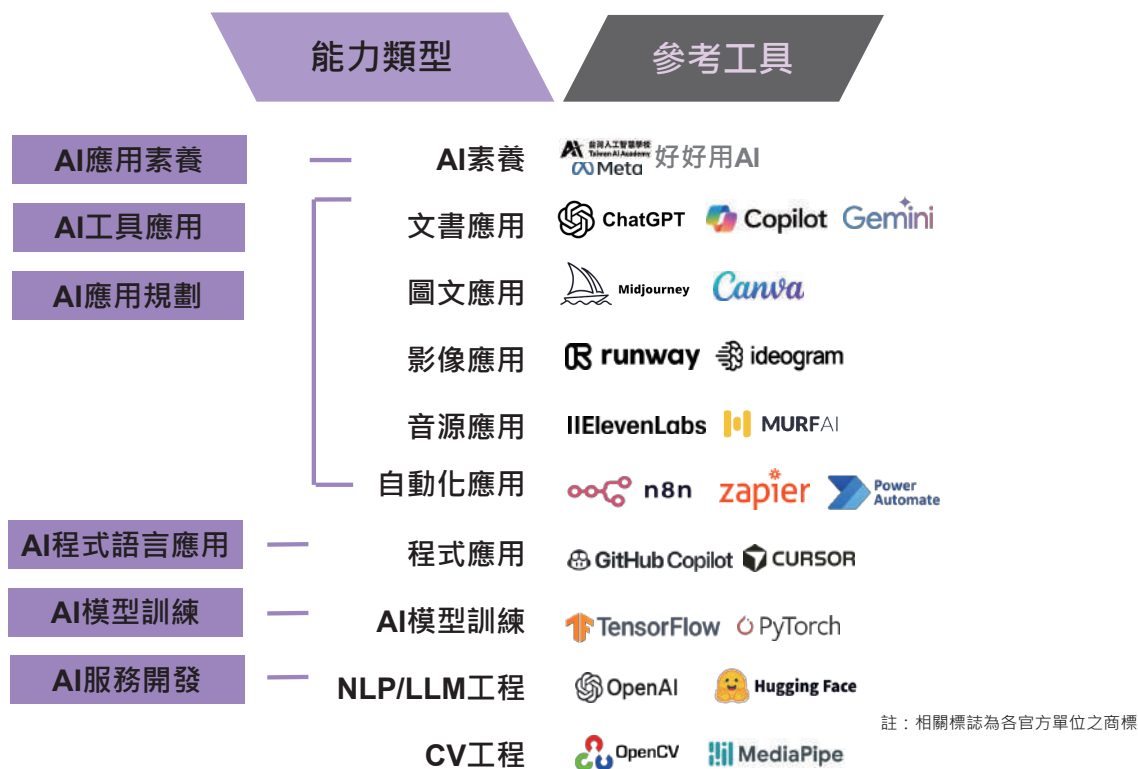 能力類型
參考工具
AI應用素養
AI素養
台灣人工智慧學校
Taiwan AI Academy
Meta
好好用AI
AI工具應用
文書應用
ChatGPT
Copilot
Gemini
AI應用規劃
圖文應用
Midjourney
Canva
影像應用
runway
ideogram
音源應用
IIElevenLabs
MURFAI
自動化應用
n8n
zapier
Power
Automate
AI程式語言應用
程式應用
GitHub Copilot
CURSOR
AI模型訓練
AI模型訓練
TensorFlow
PyTorch
AI服務開發
NLP/LLM工程
OpenAI
Hugging Face
註：相關標誌為各官方單位之商標
CV工程
OpenCV
MediaPipe